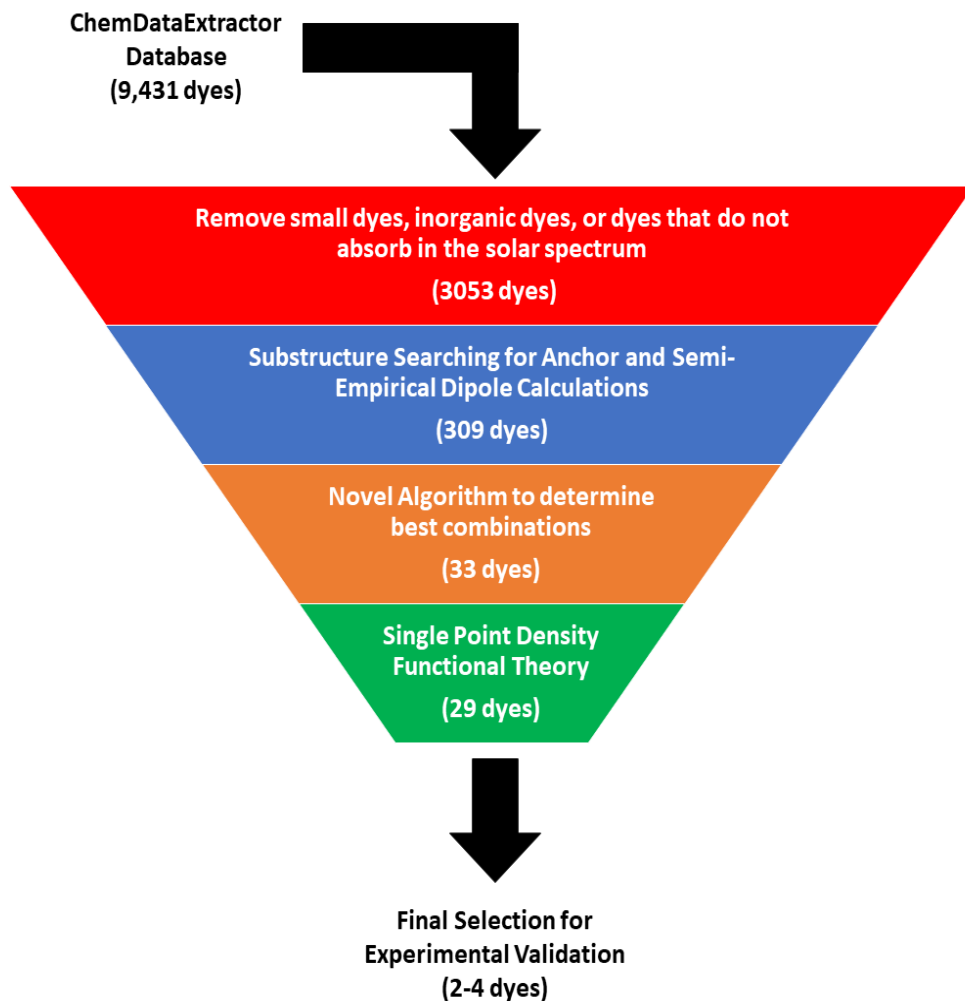 ChemDataExtractor
Database
(9,431 dyes)
Remove small dyes, inorganic dyes, or dyes that do not
absorb in the solar spectrum
(3053 dyes)
Substructure Searching for Anchor and Semi-
Empirical Dipole Calculations
(309 dyes)
Novel Algorithm to determine
best combinations
(33 dyes)
Single Point Density
Functional Theory
(29 dyes)
Final Selection for
Experimental Validation
(2-4 dyes)